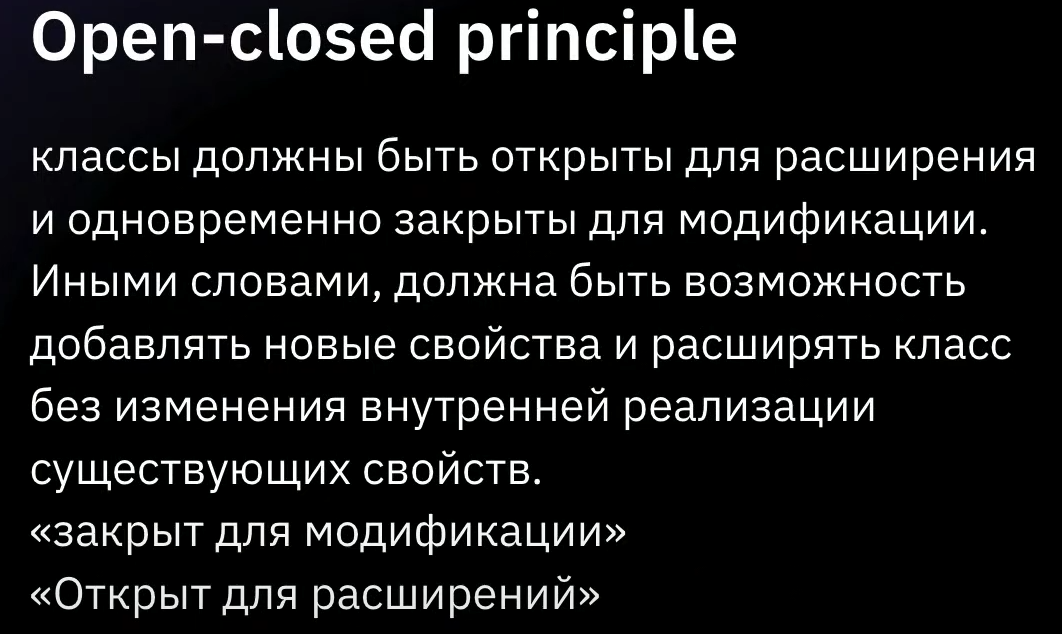 Open-closed principle
классы должны быть открыты для расширения
и одновременно закрыты для модификации.
Иными словами, должна быть возможность
добавлять новые свойства и расширять класс
без изменения внутренней реализации
существующих свойств.
«закрыт для модификации»
«Открыт для расширений»